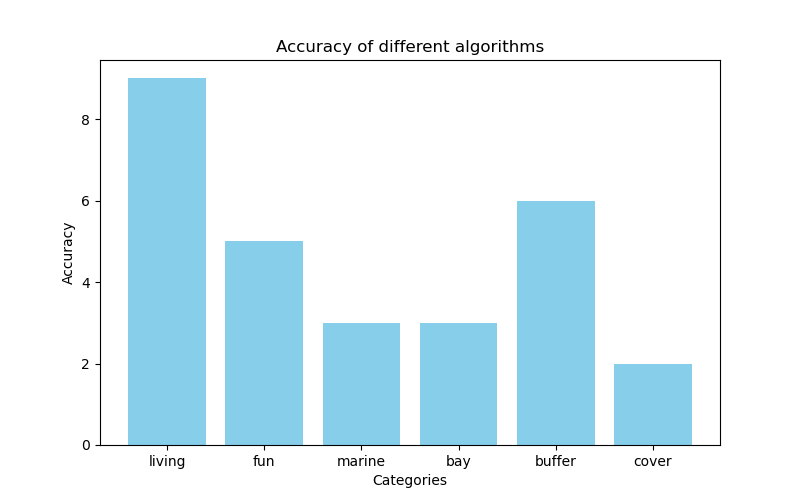 Accuracy of different algorithms
Accuracy
8
6
4
2
0
living fun marine bay buffer cover
Categories